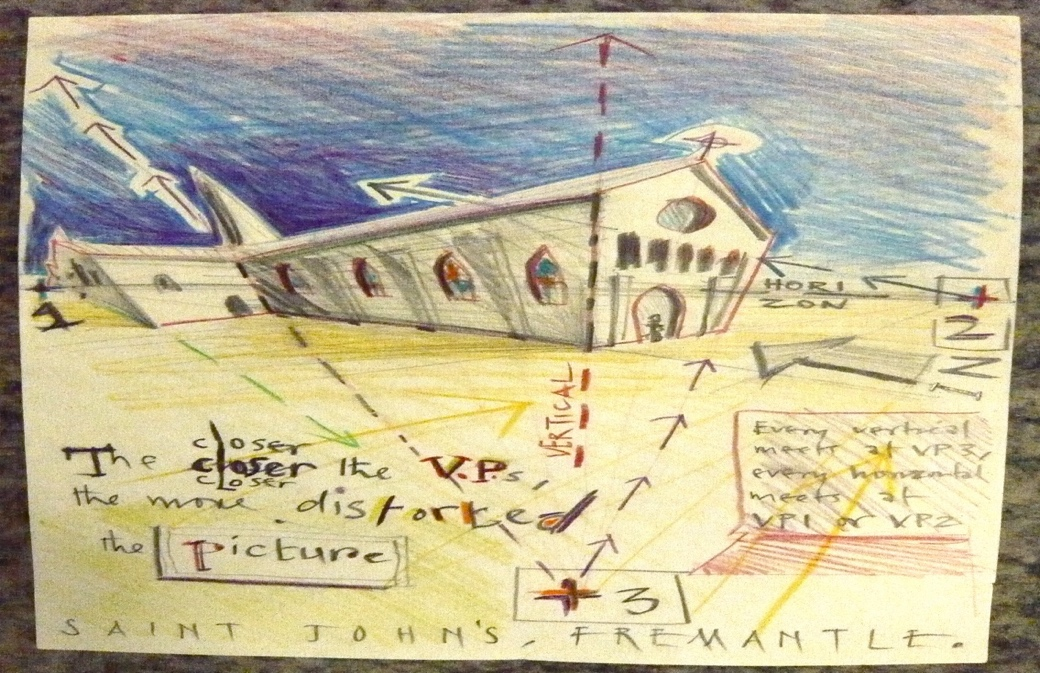 HORI
ZON
1
2
VERTICAL
closer
The closer the V.P.s,
closer
the more distorted
the picture
Every vertical
meets at VP3,
every horizontal
meets at
VP1 or VP2
3
SAINT JOHN'S, FREMANTLE.